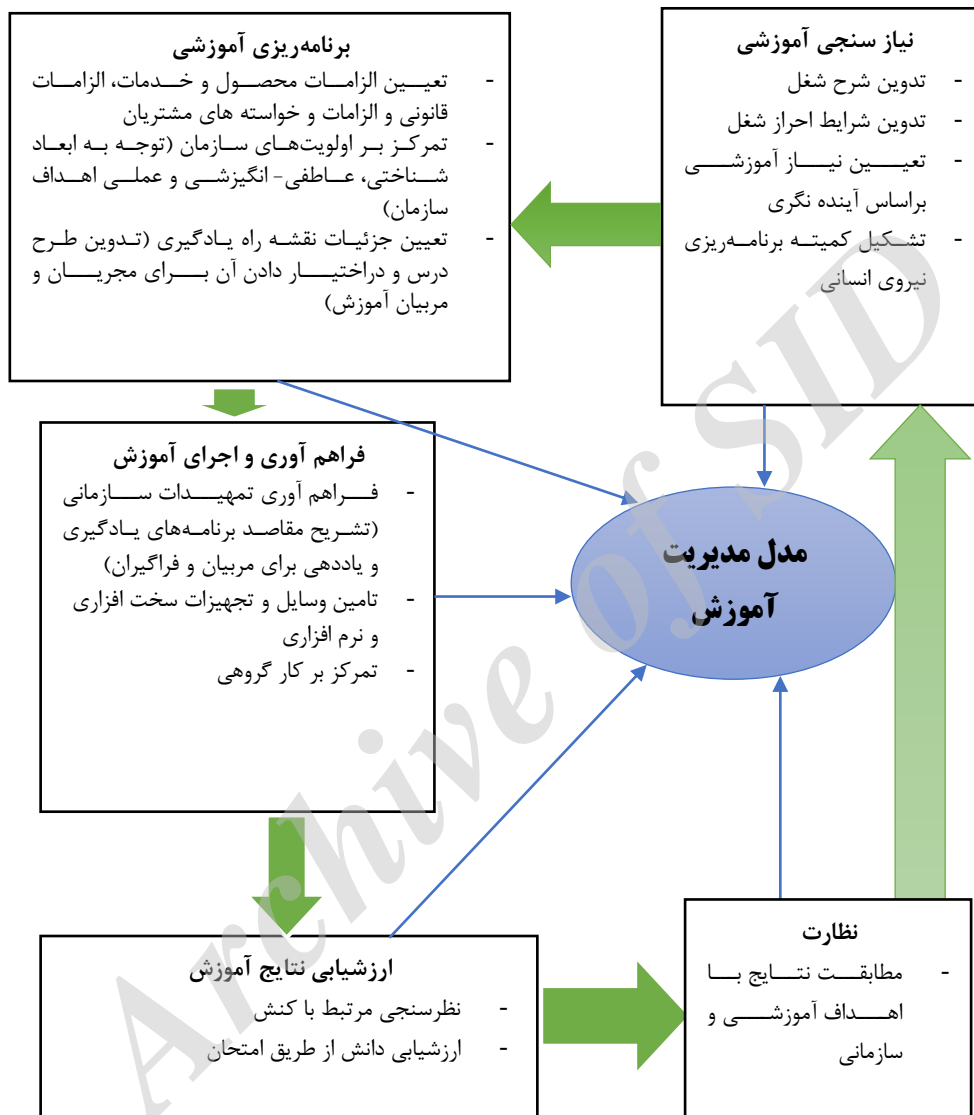 نیاز سنجی آموزشی
- تدوین شرح شغل
- تدوین شرایط احراز شغل
- تعیین نیاز آموزشی
براساس آینده نگری
- تشکیل کمیته برنامه‌ریزی
نیروی انسانی
برنامه‌ریزی آموزشی
- تعیین الزامات محصول و خدمات، الزامات
قانونی و الزامات و خواسته های مشتریان
- تمرکز بر اولویت‌های سازمان (توجه به ابعاد
شناختی، عاطفی- انگیزشی و عملی اهداف
سازمان)
- تعیین جزئیات نقشه راه یادگیری (تدوین طرح
درس و دراختیار دادن آن برای مجریان و
مربیان آموزش)
فراهم آوری و اجرای آموزش
- فراهم آوری تمهیدات سازمانی
(تشریح مقاصد برنامه‌های یادگیری
و یاددهی برای مربیان و فراگیران)
- تامین وسایل و تجهیزات سخت افزاری
و نرم افزاری
- تمرکز بر کار گروهی
مدل مدیریت
آموزش
ارزشیابی نتایج آموزش
- نظرسنجی مرتبط با کنش
- ارزشیابی دانش از طریق امتحان
نظارت
- مطابقت نتایج با
اهداف آموزشی و
سازمانی
Archive of SID